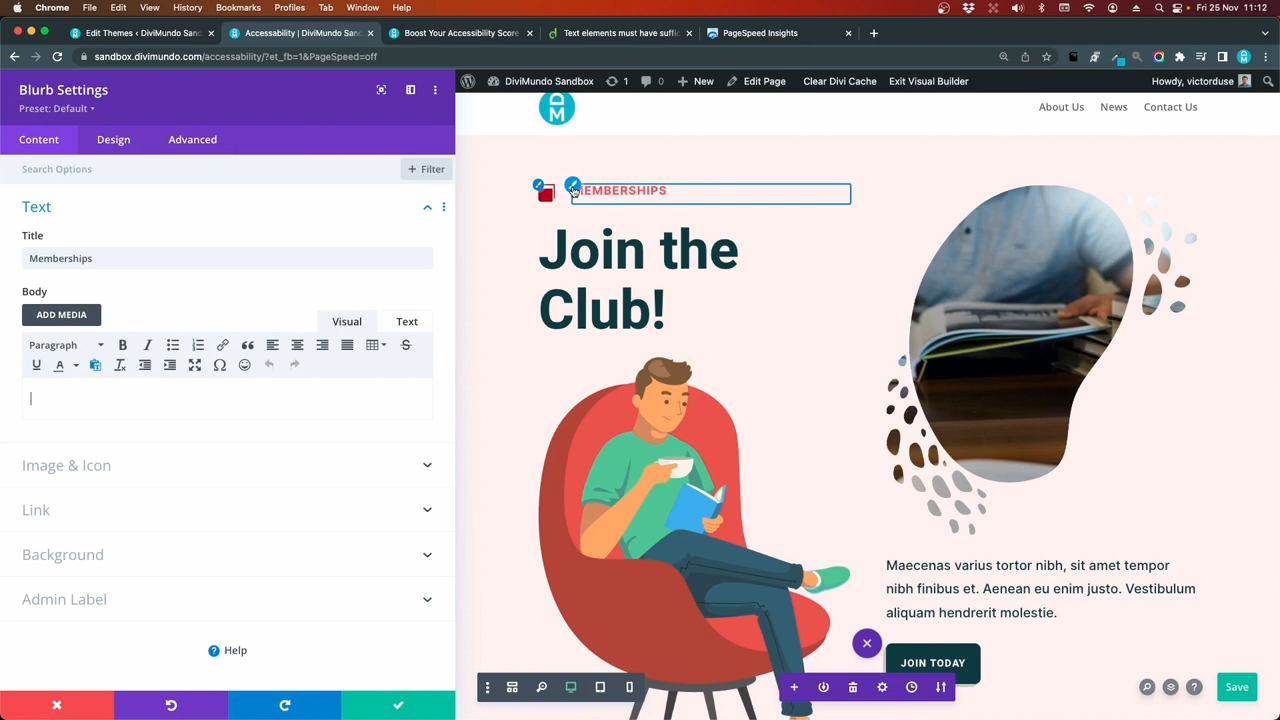 Chrome File Edit View History Bookmarks Profiles Tab Window Help Fri 25 Nov 11:12
Edit Themes ‹ DiviMundo San
Accessability | DiviMundo Sand
Boost Your Accessibility Score
Text elements must have suffic
PageSpeed Insights
sandbox.divimundo.com/accessability/?et_fb=1&PageSpeed=off
Blurb Settings
Preset: Default
Content Design Advanced
Search Options
+ Filter
Text
Title
Memberships
Body
ADD MEDIA
Visual Text
Paragraph
Image & Icon
Link
Background
Admin Label
Help
DiviMundo Sandbox 1 0 New Edit Page Clear Divi Cache Exit Visual Builder Howdy, victorduse
DM
About Us News Contact Us
MEMBERSHIPS
Join the
Club!
Maecenas varius tortor nibh, sit amet tempor
nibh finibus et. Aenean eu enim justo. Vestibulum
aliquam hendrerit molestie.
JOIN TODAY
Save